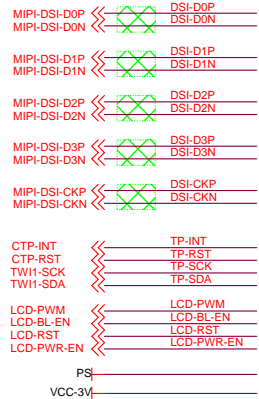 MIPI-DSI-D0P DSI-D0P
MIPI-DSI-D0N DSI-D0N
MIPI-DSI-D1P DSI-D1P
MIPI-DSI-D1N DSI-D1N
MIPI-DSI-D2P DSI-D2P
MIPI-DSI-D2N DSI-D2N
MIPI-DSI-D3P DSI-D3P
MIPI-DSI-D3N DSI-D3N
MIPI-DSI-CKP DSI-CKP
MIPI-DSI-CKN DSI-CKN
CTP-INT TP-INT
CTP-RST TP-RST
TWI1-SCK TP-SCK
TWI1-SDA TP-SDA
LCD-PWM LCD-PWM
LCD-BL-EN LCD-BL-EN
LCD-RST LCD-RST
LCD-PWR-EN LCD-PWR-EN
PS
VCC-3V